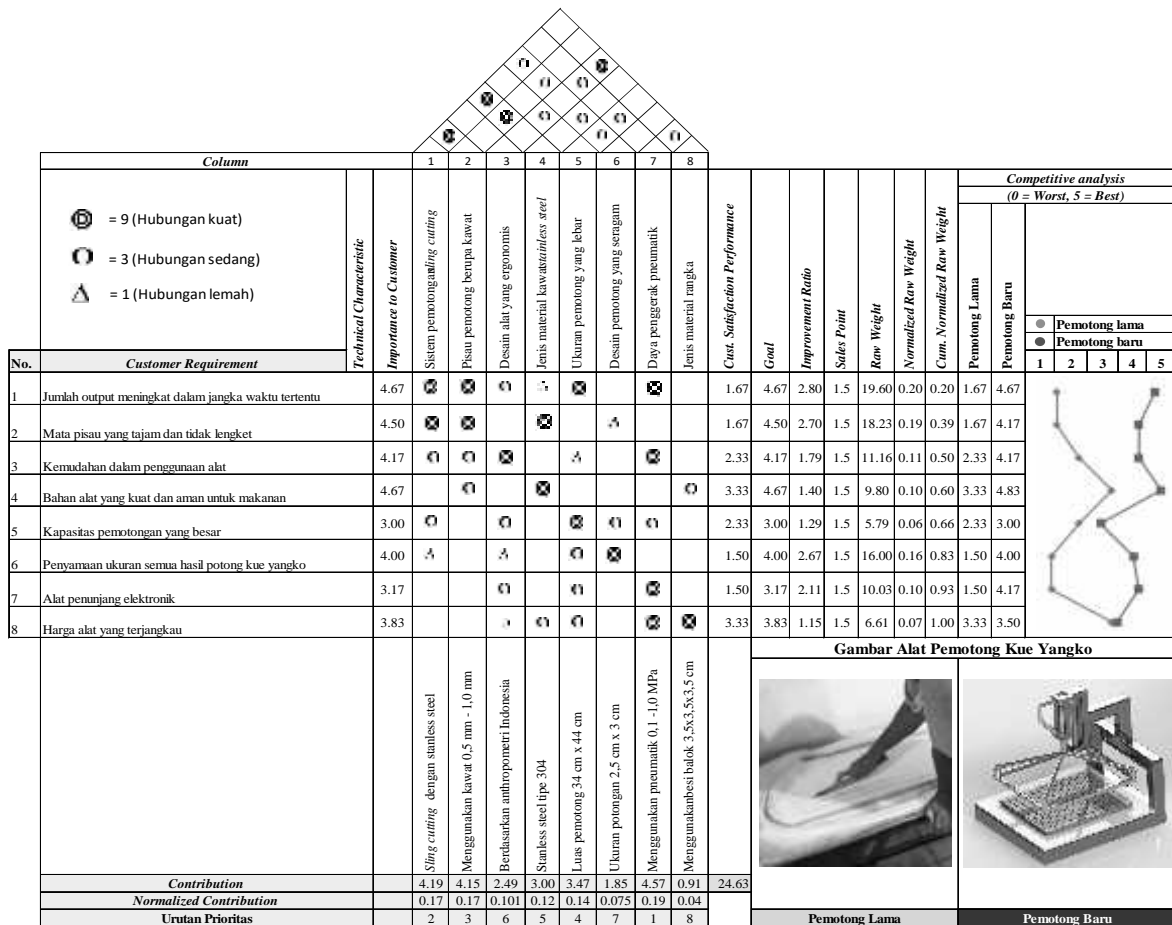 Column 1 2 3 4 5 6 7 8
Competitive analysis
(0 = Worst, 5 = Best)
= 9 (Hubungan kuat)
= 3 (Hubungan sedang)
= 1 (Hubungan lemah)
Technical Characteristic
Importance to Customer
Sistem pemotongan
Pisau pemotong berupa kawat
Desain alat yang ergonomis
Jenis material kawat stainless steel
Ukuran pemotong yang lebar
Desain pemotong yang seragam
Daya penggerak pneumatik
Jenis material rangka
Cust. Satisfaction Performance
Goal
Improvement Ratio
Sales Point
Raw Weight
Normalized Raw Weight
Cum. Normalized Raw Weight
Pemotong Lama
Pemotong Baru
Pemotong lama
Pemotong baru
No. Customer Requirement 1 2 3 4 5
1 Jumlah output meningkat dalam jangka waktu tertentu 4.67 1.67 4.67 2.80 1.5 19.60 0.20 0.20 1.67 4.67
2 Mata pisau yang tajam dan tidak lengket 4.50 1.67 4.50 2.70 1.5 18.23 0.19 0.39 1.67 4.17
3 Kemudahan dalam penggunaan alat 4.17 2.33 4.17 1.79 1.5 11.16 0.11 0.50 2.33 4.17
4 Bahan alat yang kuat dan aman untuk makanan 4.67 3.33 4.67 1.40 1.5 9.80 0.10 0.60 3.33 4.83
5 Kapasitas pemotongan yang besar 3.00 2.33 3.00 1.29 1.5 5.79 0.06 0.66 2.33 3.00
6 Penyamaan ukuran semua hasil potong kue yangko 4.00 1.50 4.00 2.67 1.5 16.00 0.16 0.83 1.50 4.00
7 Alat penunjang elektronik 3.17 1.50 3.17 2.11 1.5 10.03 0.10 0.93 1.50 4.17
8 Harga alat yang terjangkau 3.83 3.33 3.83 1.15 1.5 6.61 0.07 1.00 3.33 3.50
Gambar Alat Pemotong Kue Yangko
Sling cutting dengan stanless steel
Menggunakan kawat 0,5 mm - 1,0 mm
Berdasarkan anthropometri Indonesia
Stanless steel tipe 304
Luas pemotong 34 cm x 44 cm
Ukuran potongan 2,5 cm x 3 cm
Menggunakan pneumatik 0,1 -1,0 MPa
Menggunakanbesi balok 3,5x3,5x3,5 cm
Contribution 4.19 4.15 2.49 3.00 3.47 1.85 4.57 0.91 24.63
Normalized Contribution 0.17 0.17 0.101 0.12 0.14 0.075 0.19 0.04
Urutan Prioritas 2 3 6 5 4 7 1 8 Pemotong Lama Pemotong Baru